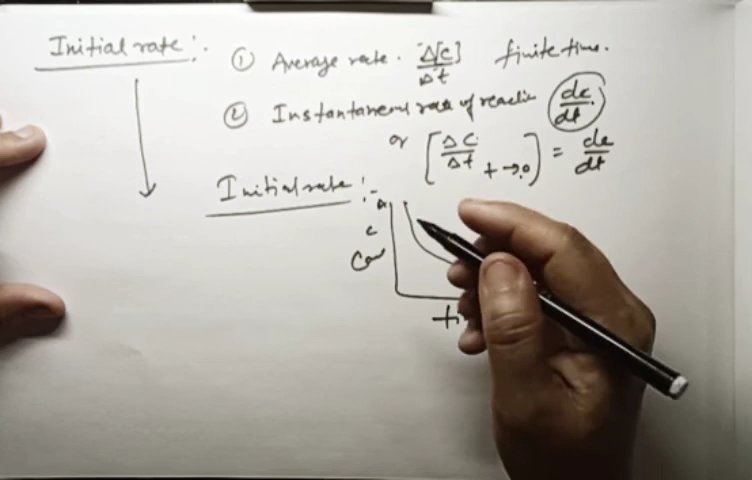 Initial rate :.
① Average rate. Δ[c]/Δt finite time.
② Instantaneous rate of reaction dc/dt.
or [Δc/Δt t→0] = dc/dt
Initial rate :-
c